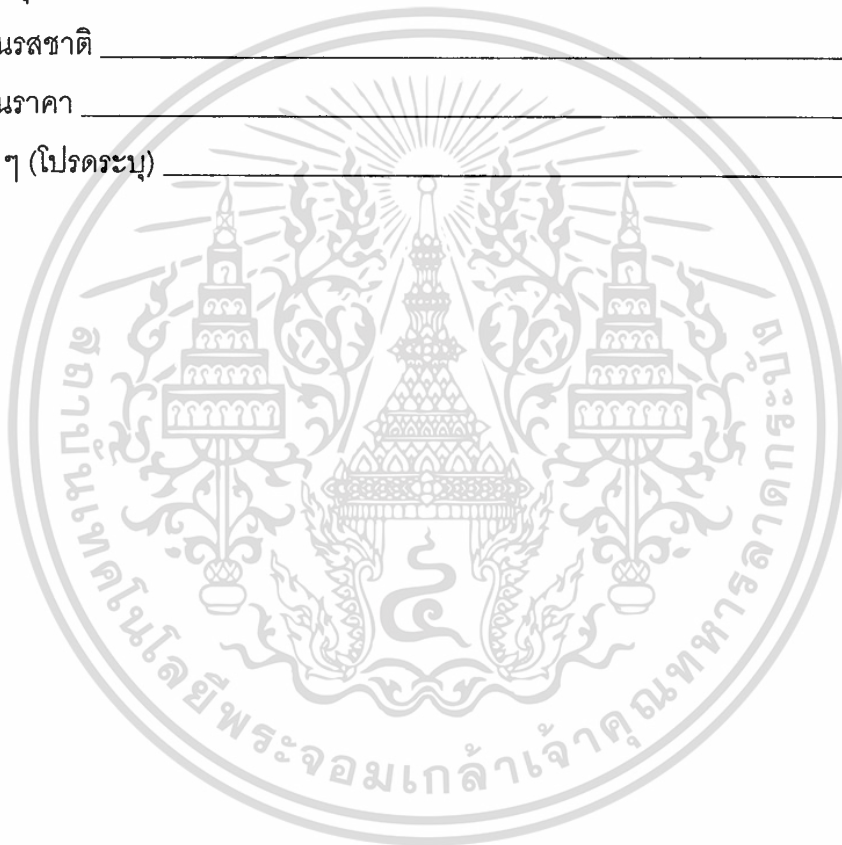 นรสชาติ
นราคา
ๆ (โปรดระบุ)
สถาบันเทคโนโลยีพระจอมเกล้าเจ้าคุณทหารลาดกระบัง